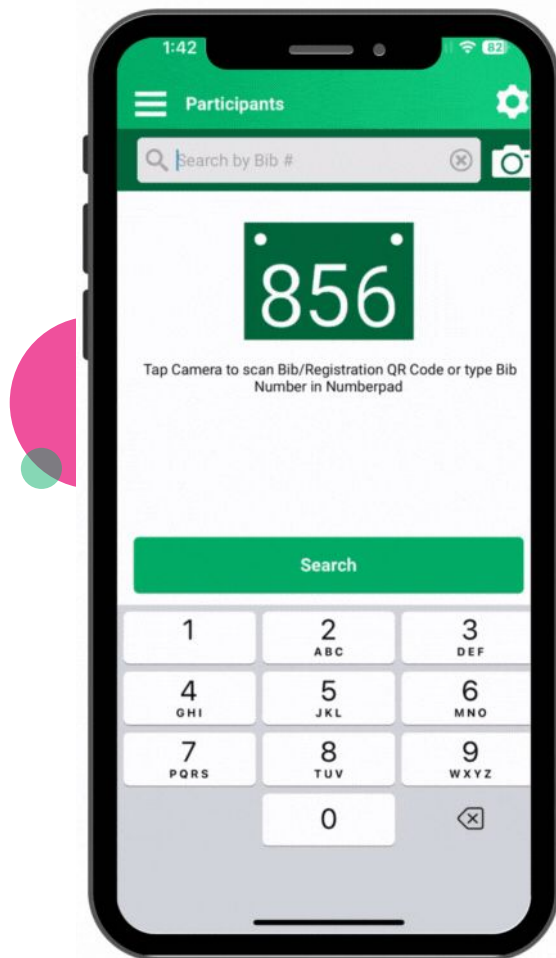 1:42
82
Participants
Search by Bib #
856
Tap Camera to scan Bib/Registration QR Code or type Bib
Number in Numberpad
Search
1
2
3
ABC
DEF
4
5
6
GHI
JKL
MNO
7
8
9
PQRS
TUV
WXYZ
0